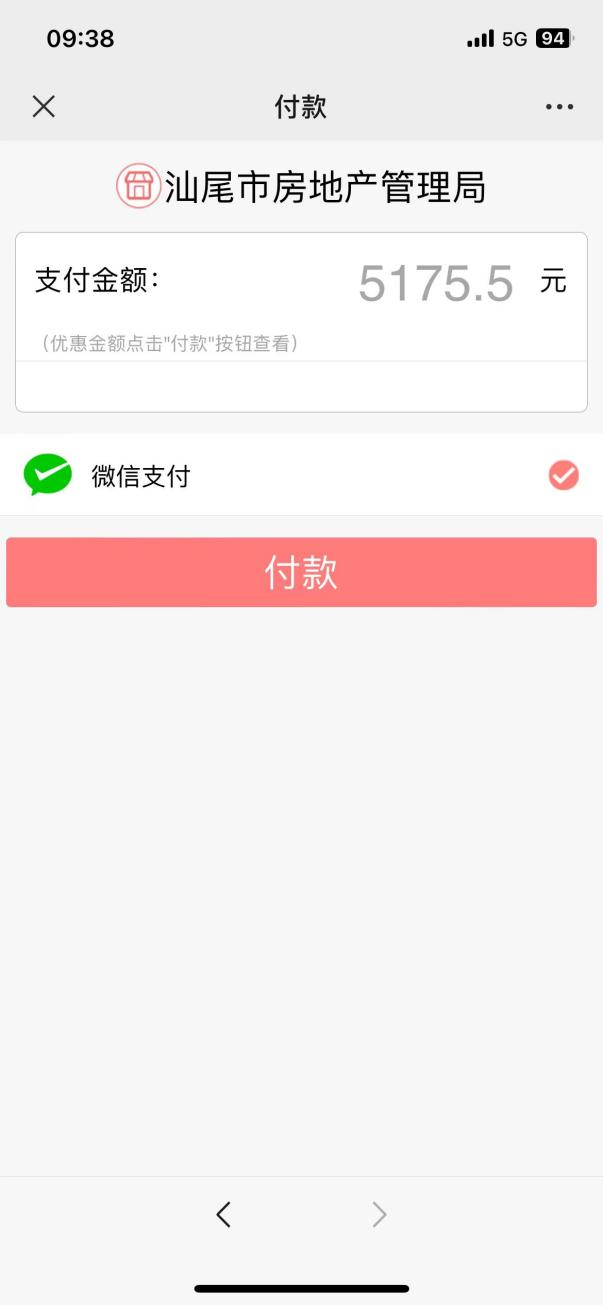 09:38 5G 94
付款
汕尾市房地产管理局
支付金额： 5175.5 元
（优惠金额点击"付款"按钮查看）
微信支付
付款